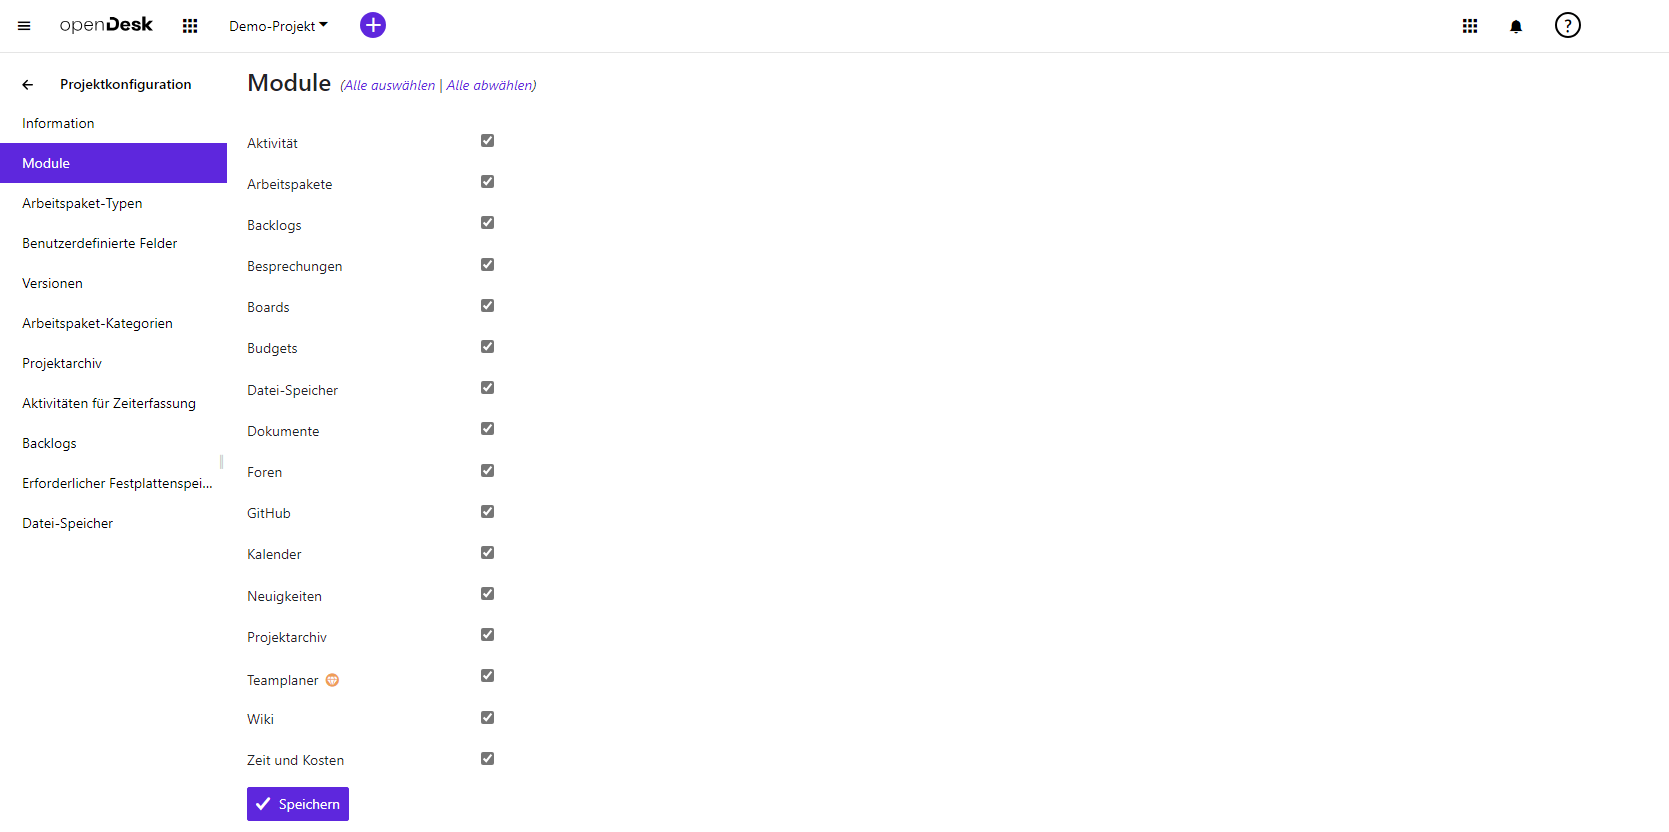 openDesk
Demo-Projekt
?
Projektkonfiguration
Information
Module
Arbeitspaket-Typen
Benutzerdefinierte Felder
Versionen
Arbeitspaket-Kategorien
Projektarchiv
Aktivitäten für Zeiterfassung
Backlogs
Erforderlicher Festplattenspei...
Datei-Speicher
Module (Alle auswählen | Alle abwählen)
Aktivität
Arbeitspakete
Backlogs
Besprechungen
Boards
Budgets
Datei-Speicher
Dokumente
Foren
GitHub
Kalender
Neuigkeiten
Projektarchiv
Teamplaner
Wiki
Zeit und Kosten
Speichern